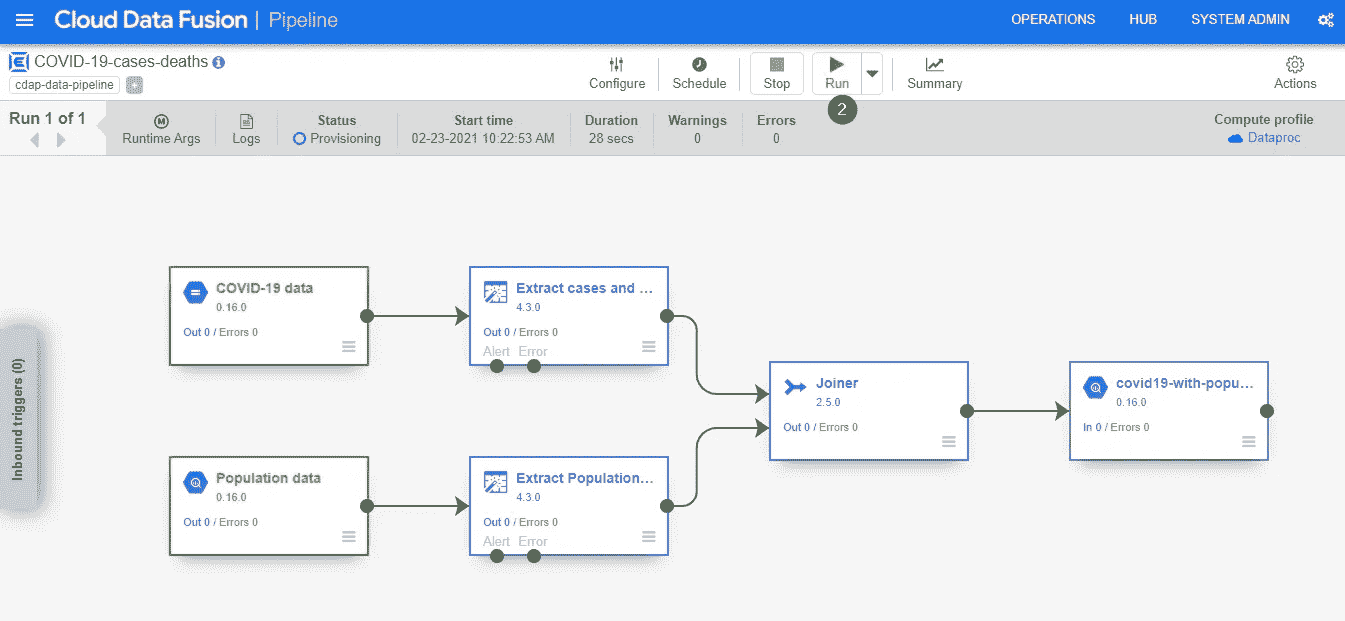 Cloud Data Fusion | Pipeline
OPERATIONS HUB SYSTEM ADMIN
COVID-19-cases-deaths
cdap-data-pipeline
Configure Schedule Stop Run Summary Actions
2
Run 1 of 1
Runtime Args
Logs
Status
Provisioning
Start time
02-23-2021 10:22:53 AM
Duration
28 secs
Warnings
0
Errors
0
Compute profile
Dataproc
Inbound triggers (0)
COVID-19 data
0.16.0
Out 0 / Errors 0
Extract cases and ...
4.3.0
Out 0 / Errors 0
Alert Error
Population data
0.16.0
Out 0 / Errors 0
Extract Population...
4.3.0
Out 0 / Errors 0
Alert Error
Joiner
2.5.0
Out 0 / Errors 0
covid19-with-popu...
0.16.0
In 0 / Errors 0